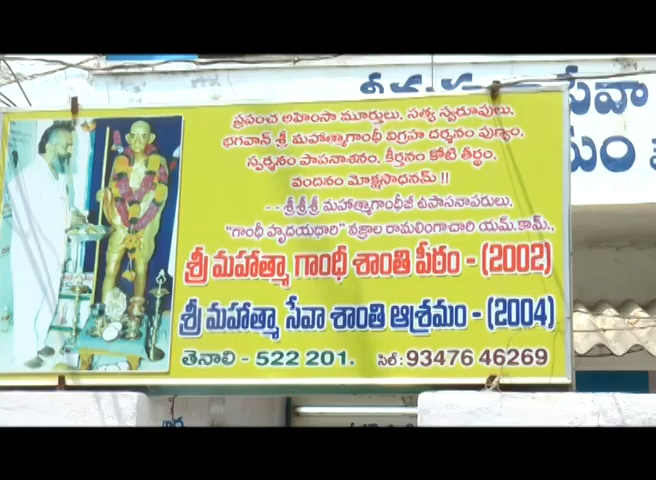 ప్రపంచ అహింసా మూర్తులు, సత్య స్వరూపులు,
భగవాన్ శ్రీ మహాత్మాగాంధీ విగ్రహ దర్శనం పుణ్యం.
స్పర్శనం పాపనాశనం, కీర్తనం కోటి తీర్థం.
వందనం మోక్షసాధనమ్ !!
-- శ్రీశ్రీశ్రీ మహాత్మాగాంధీజీ ఉపాసనాపరులు,
"గాంధీ హృదయధారి" వజ్రాల రామలింగాచారి యమ్.కామ్.,
శ్రీ మహాత్మా గాంధీ శాంతి పీఠం - (2002)
శ్రీ మహాత్మా సేవా శాంతి ఆశ్రమం - (2004)
తెనాలి - 522 201. సెల్: 93476 46269
సేవా